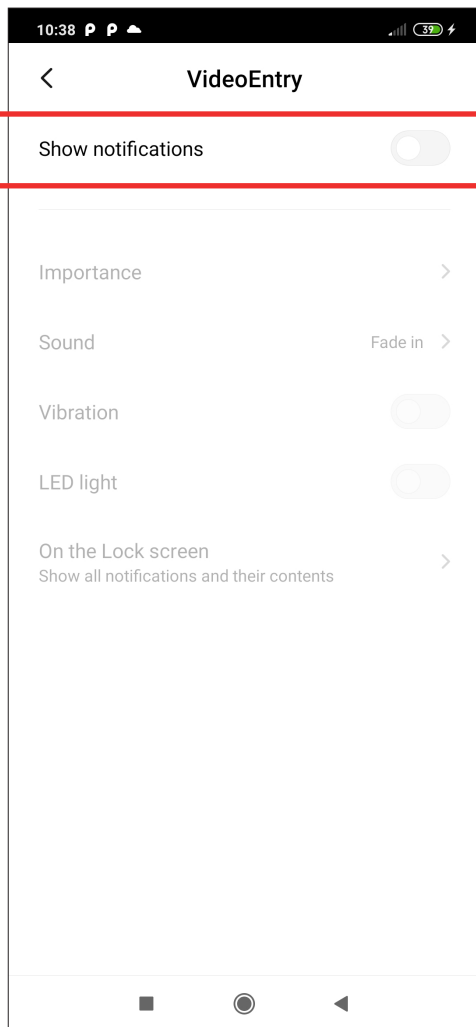 10:38
39
VideoEntry
Show notifications
Importance
Sound Fade in
Vibration
LED light
On the Lock screen
Show all notifications and their contents